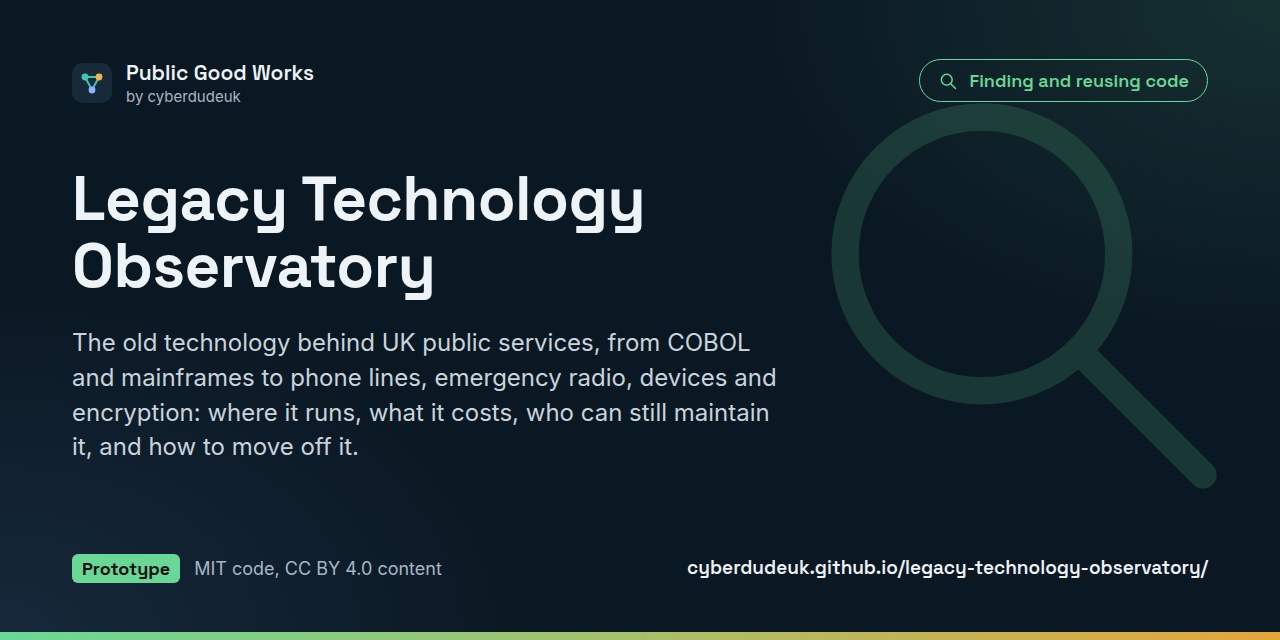 Public Good Works
by cyberdudeuk
Finding and reusing code
Legacy Technology
Observatory
The old technology behind UK public services, from COBOL
and mainframes to phone lines, emergency radio, devices and
encryption: where it runs, what it costs, who can still maintain
it, and how to move off it.
Prototype
MIT code, CC BY 4.0 content
cyberdudeuk.github.io/legacy-technology-observatory/